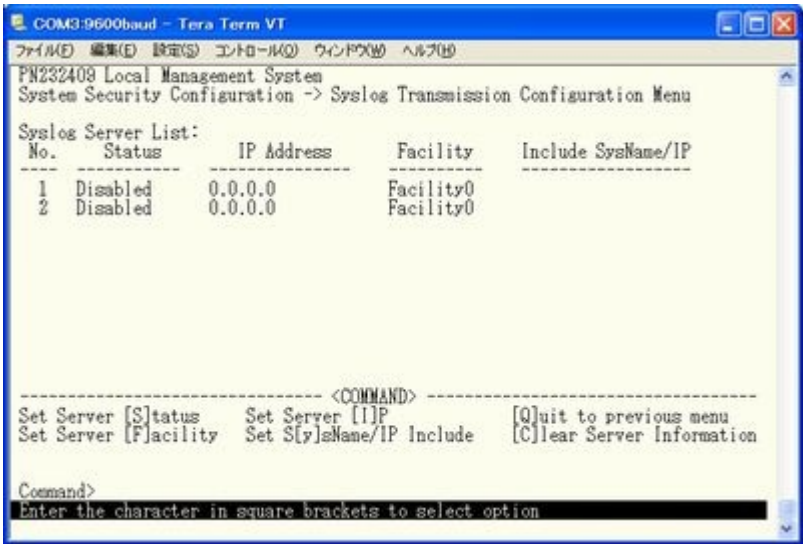 COM3:9600baud - Tera Term VT
ファイル(F) 編集(E) 設定(S) コントロール(O) ウィンドウ(W) ヘルプ(H)
PN232409 Local Management System
System Security Configuration -> Syslog Transmission Configuration Menu
Syslog Server List:
No. Status IP Address Facility Include SysName/IP
---- ----------- --------------- ---------- ------------------
1 Disabled 0.0.0.0 Facility0
2 Disabled 0.0.0.0 Facility0
-------------------------------- <COMMAND> -----------------------------------
Set Server [S]tatus Set Server [I]P [Q]uit to previous menu
Set Server [F]acility Set S[y]sName/IP Include [C]lear Server Information
Command>
Enter the character in square brackets to select option